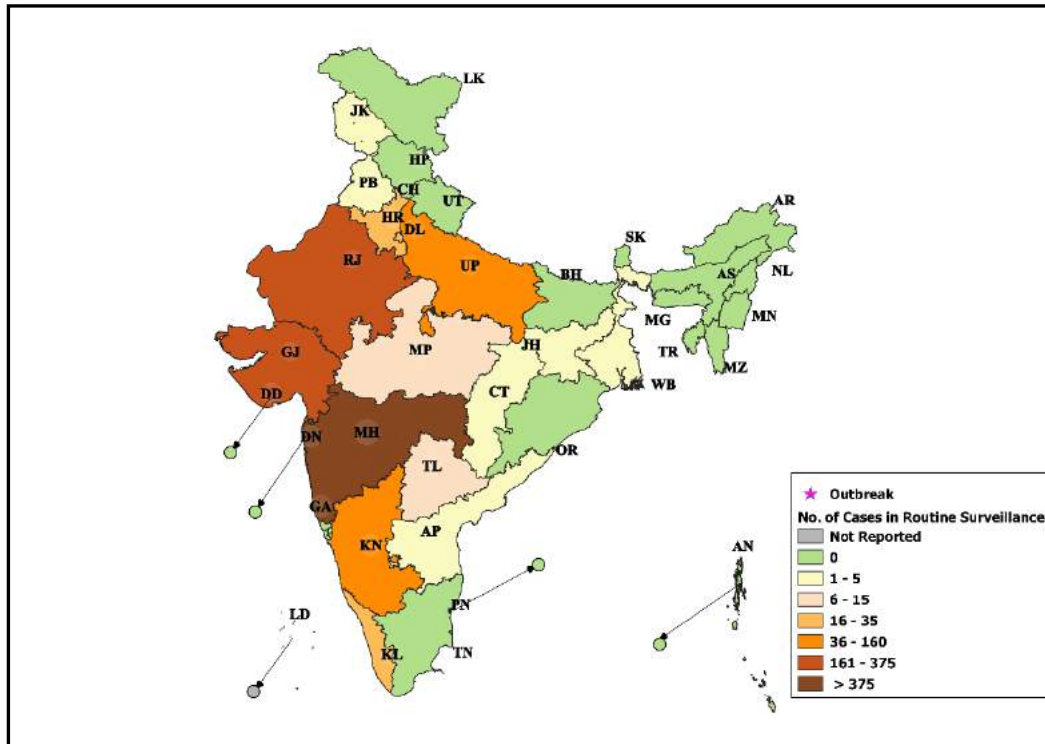 LK
JK
HP
PB
CH
UT
HR
DL
AR
SK
RJ
UP
BH
AS
NL
MG
MN
GJ
MP
JH
TR
MZ
DD
CT
WB
DN
MH
OR
TL
GA
KN
AP
AN
LD
PN
KL
TN
Outbreak
No. of Cases in Routine Surveillance
Not Reported
0
1 - 5
6 - 15
16 - 35
36 - 160
161 - 375
> 375